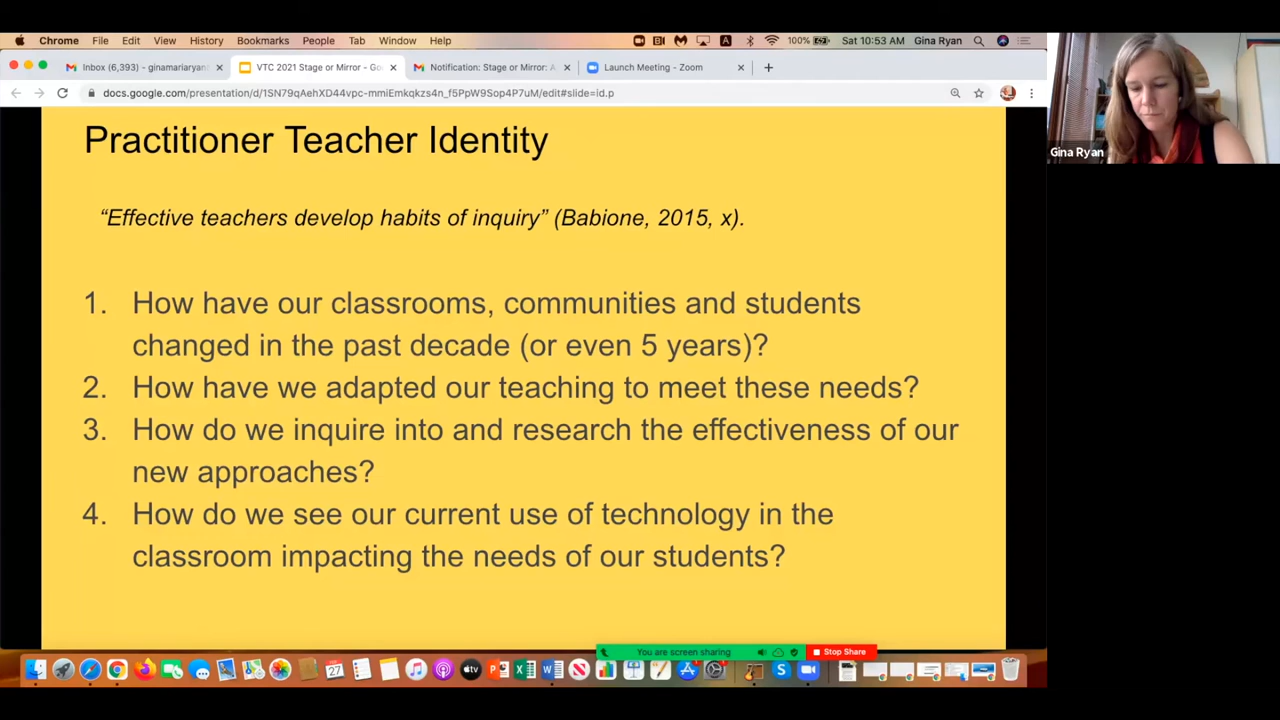 Chrome File Edit View History Bookmarks People Tab Window Help 100% Sat 10:53 AM Gina Ryan
Inbox (6,393) - ginamariaryan
VTC 2021 Stage or Mirror - Go
Notification: Stage or Mirror: A
Launch Meeting - Zoom
docs.google.com/presentation/d/1SN79qAehXD44vpc-mmiEmkqkzs4n_f5PpW9Sop4P7uM/edit#slide=id.p
Gina Ryan
Practitioner Teacher Identity
“Effective teachers develop habits of inquiry” (Babione, 2015, x).
1. How have our classrooms, communities and students
changed in the past decade (or even 5 years)?
2. How have we adapted our teaching to meet these needs?
3. How do we inquire into and research the effectiveness of our
new approaches?
4. How do we see our current use of technology in the
classroom impacting the needs of our students?
You are screen sharing
Stop Share
27